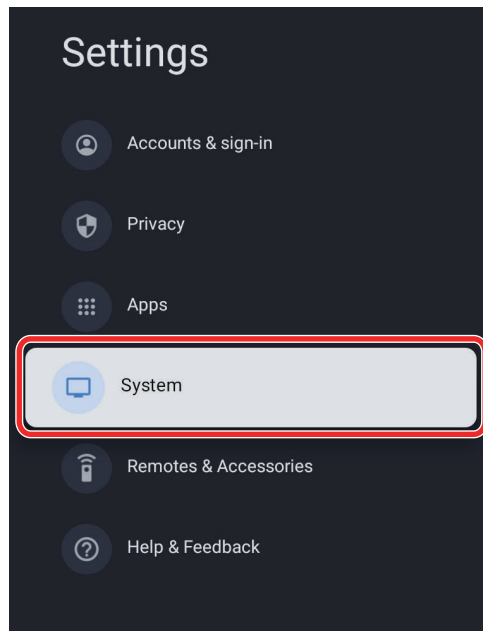 Settings
Accounts & sign-in
Privacy
Apps
System
Remotes & Accessories
Help & Feedback